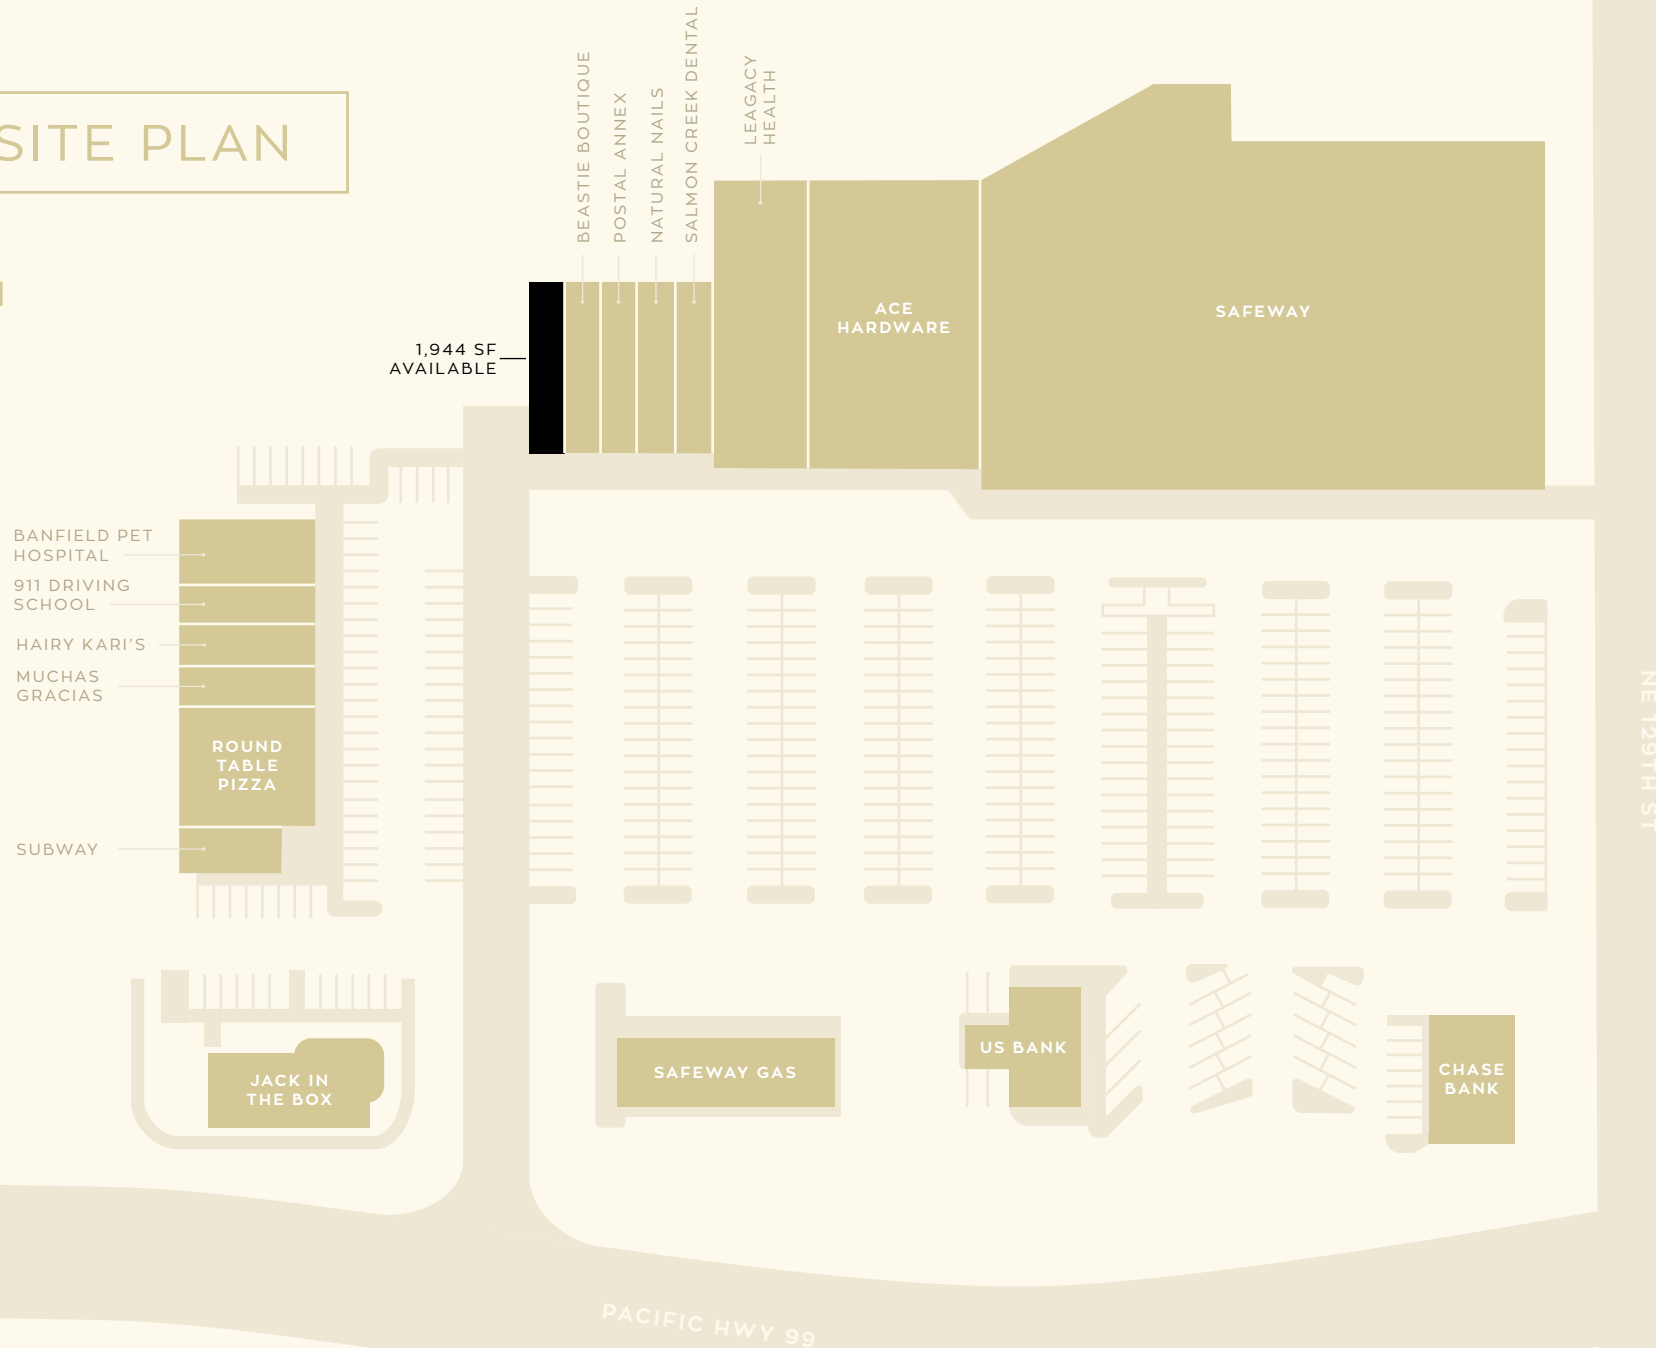 SITE PLAN
BEASTIE BOUTIQUE
POSTAL ANNEX
NATURAL NAILS
SALMON CREEK DENTAL
LEAGACY
HEALTH
ACE
HARDWARE
SAFEWAY
1,944 SF
AVAILABLE
BANFIELD PET
HOSPITAL
911 DRIVING
SCHOOL
HAIRY KARI'S
MUCHAS
GRACIAS
ROUND
TABLE
PIZZA
SUBWAY
NE 129TH ST
JACK IN
THE BOX
SAFEWAY GAS
US BANK
CHASE
BANK
PACIFIC HWY 99